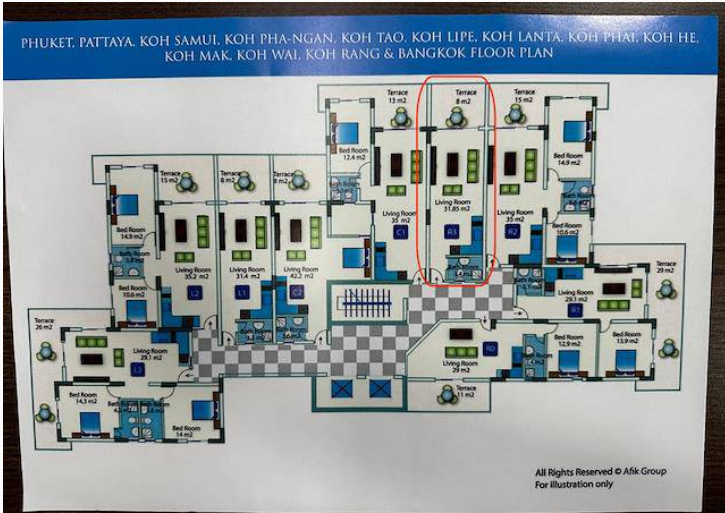 PHUKET, PATTAYA, KOH SAMUI, KOH PHA-NGAN, KOH TAO, KOH LIPE, KOH LANTA, KOH PHAI, KOH HE,
KOH MAK, KOH WAI, KOH RANG & BANGKOK FLOOR PLAN
Terrace
13 m2
Terrace
8 m2
Terrace
15 m2
Bed Room
12.4 m2
Bed Room
14.9 m2
Living Room
35 m2
C1
Living Room
31.85 m2
R3
Living Room
35 m2
R2
Bed Room
10.6 m2
Terrace
15 m2
Terrace
8 m2
Terrace
8 m2
Bed Room
14.9 m2
Bath Room
Bed Room
10.6 m2
Living Room
35.2 m2
L2
Living Room
31.4 m2
L1
Living Room
42.2 m2
C2
Terrace
29 m2
Living Room
29.1 m2
R1
Terrace
26 m2
Living Room
29.1 m2
L3
Living Room
29 m2
R0
Bed Room
12.9 m2
Bed Room
13.9 m2
Terrace
11 m2
Bed Room
14.3 m2
Bath Room
Bed Room
14 m2
All Rights Reserved © Afik Group
For illustration only